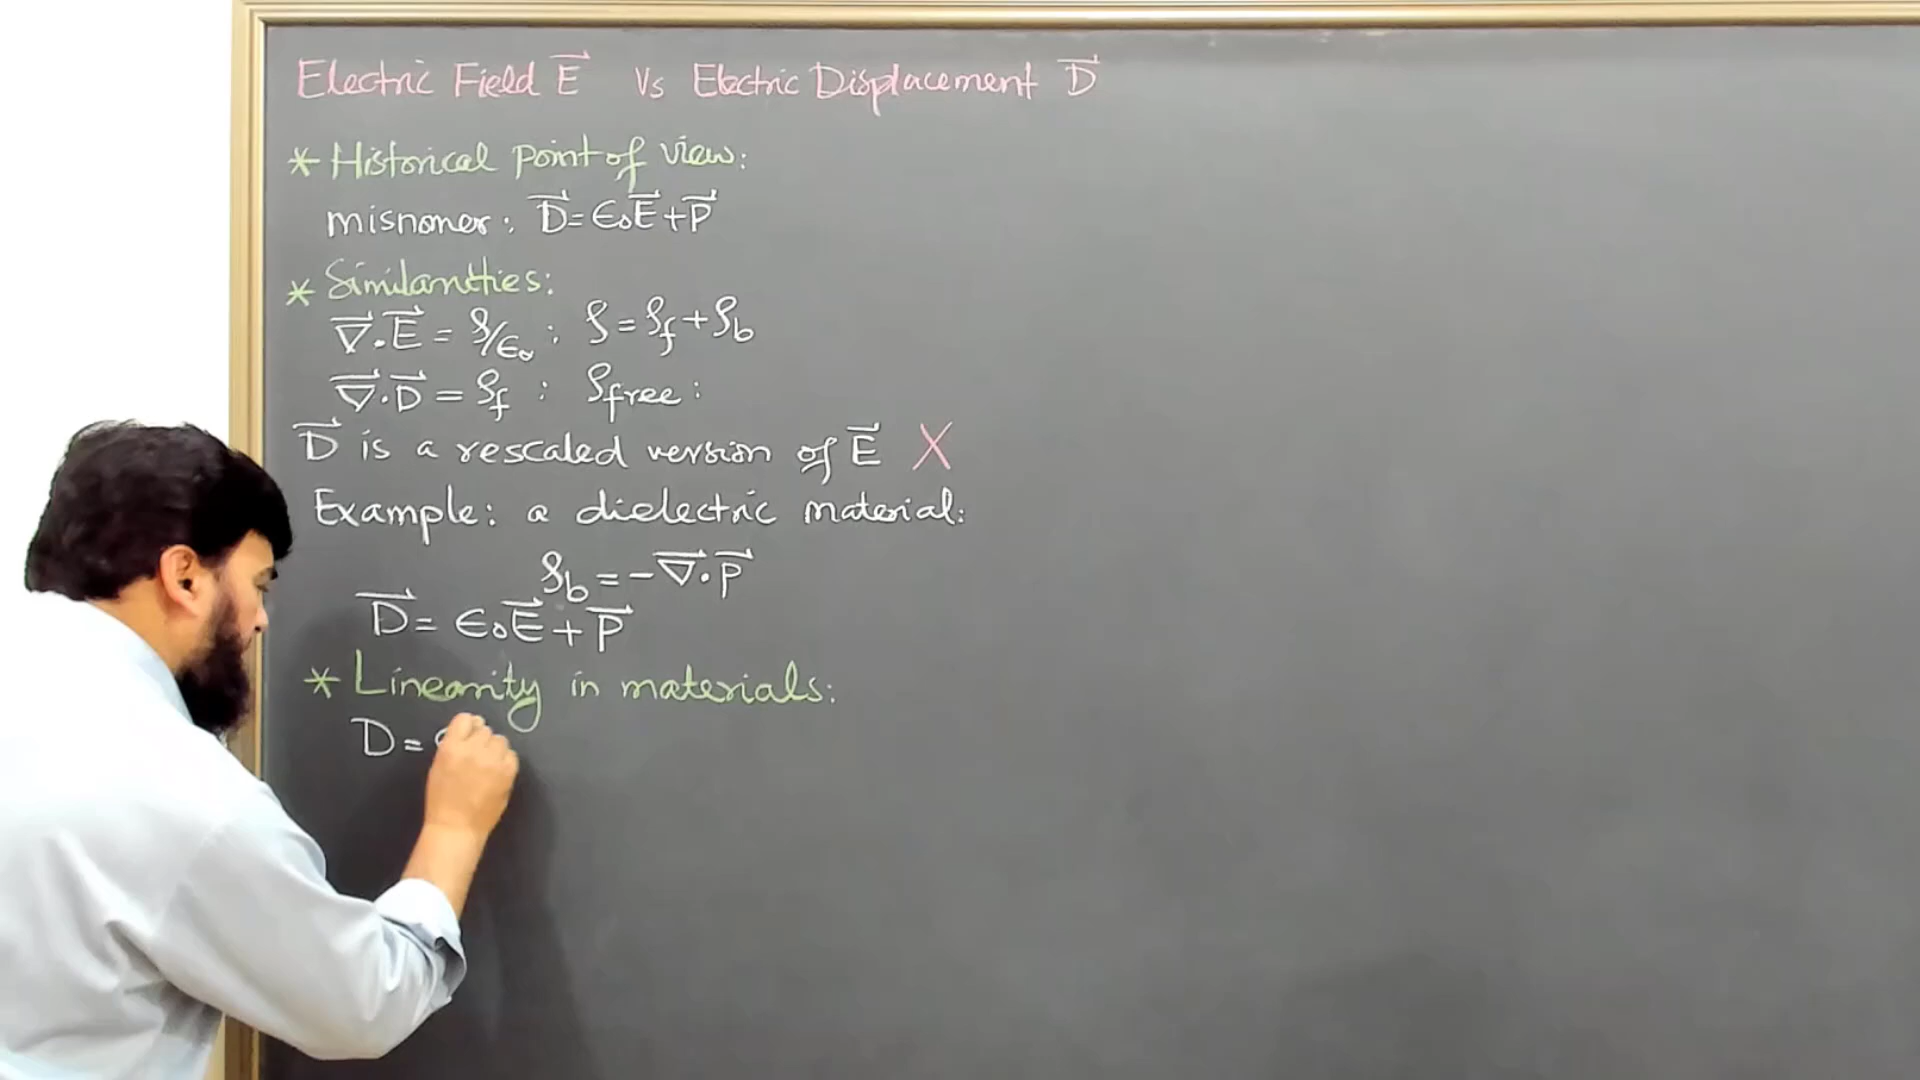 Electric Field E⃗ Vs Electric Displacement D⃗
* Historical point of view:
misnomer: D⃗ = ϵ₀E⃗ + P⃗
* Similarities:
∇⃗·E⃗ = ρ/ϵ₀ : ρ = ρf + ρb
∇⃗·D⃗ = ρf : ρfree :
D⃗ is a rescaled version of E⃗ X
Example: a dielectric material:
ρb = -∇⃗·P⃗
D⃗ = ϵ₀E⃗ + P⃗
* Linearity in materials:
D =